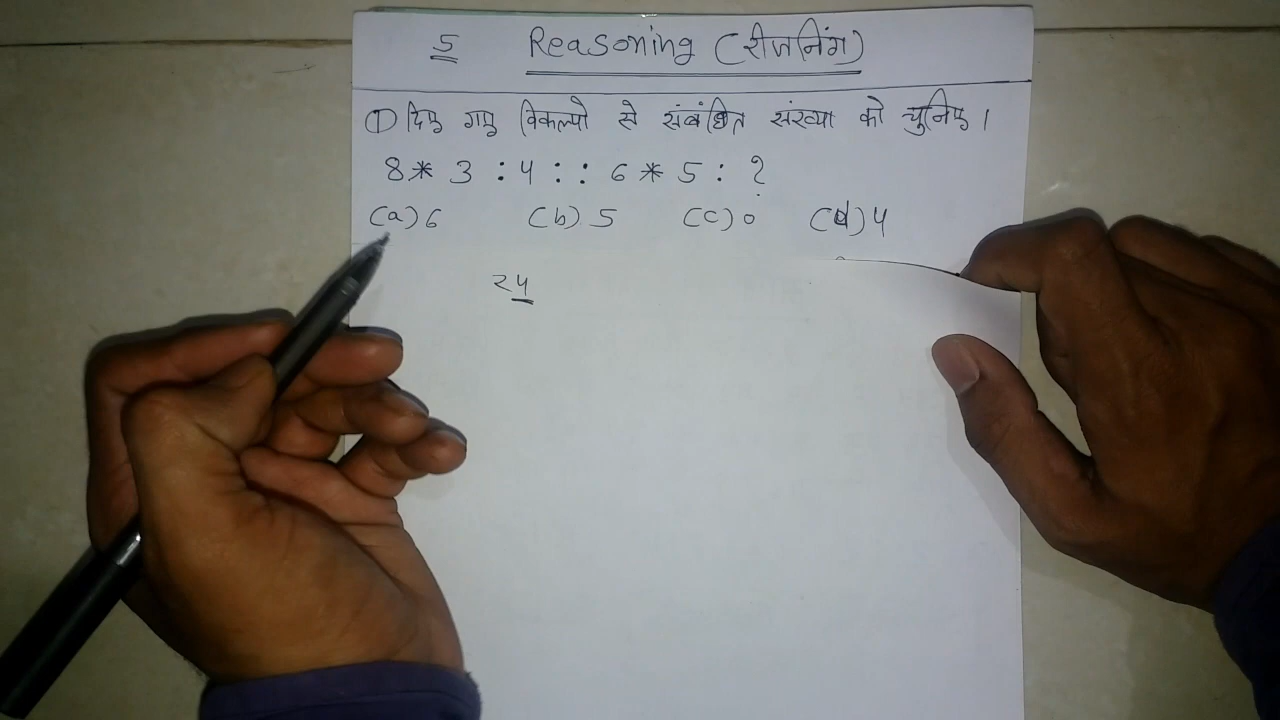 5 Reasoning (रीजनिंग)
① दिए गए विकल्पो से संबंधित संख्या को चुनिए।
8* 3 : 4 : : 6 * 5 : ?
(a) 6 (b) 5 (c) 0 (d) 4
24